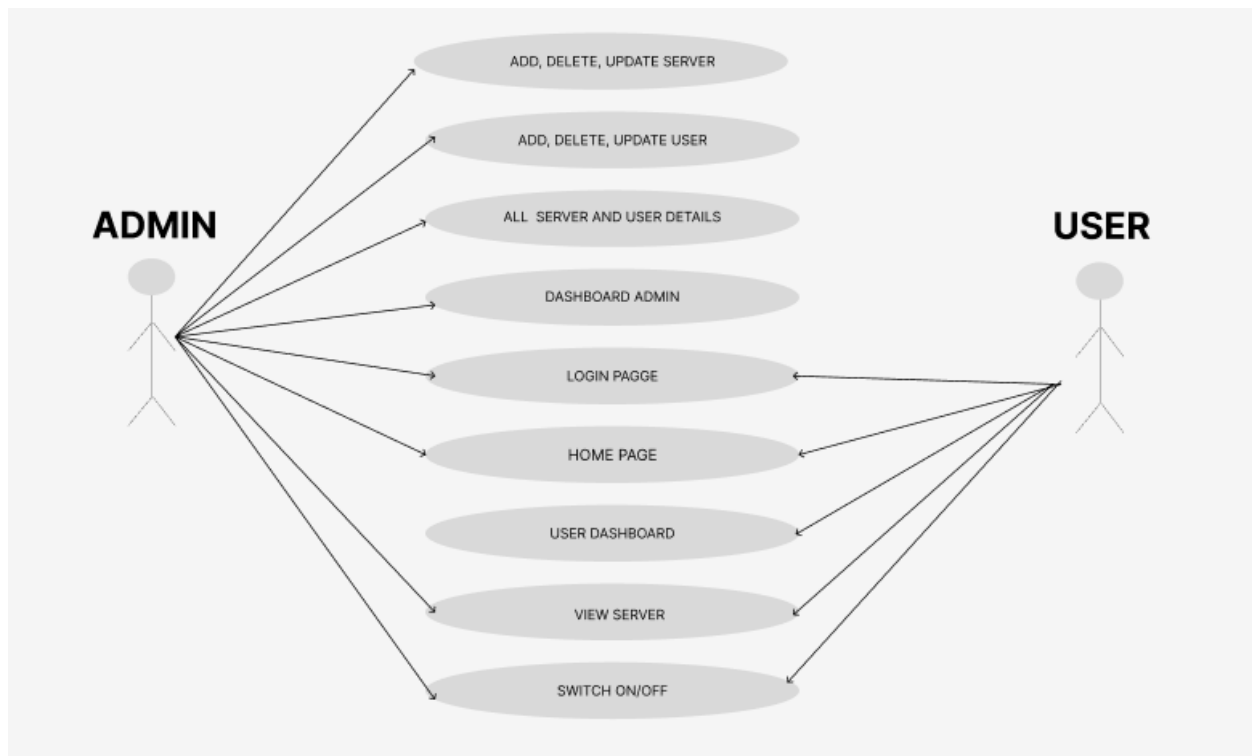 ADD, DELETE, UPDATE SERVER
ADD, DELETE, UPDATE USER
ALL SERVER AND USER DETAILS
ADMIN
USER
DASHBOARD ADMIN
LOGIN PAGGE
HOME PAGE
USER DASHBOARD
VIEW SERVER
SWITCH ON/OFF